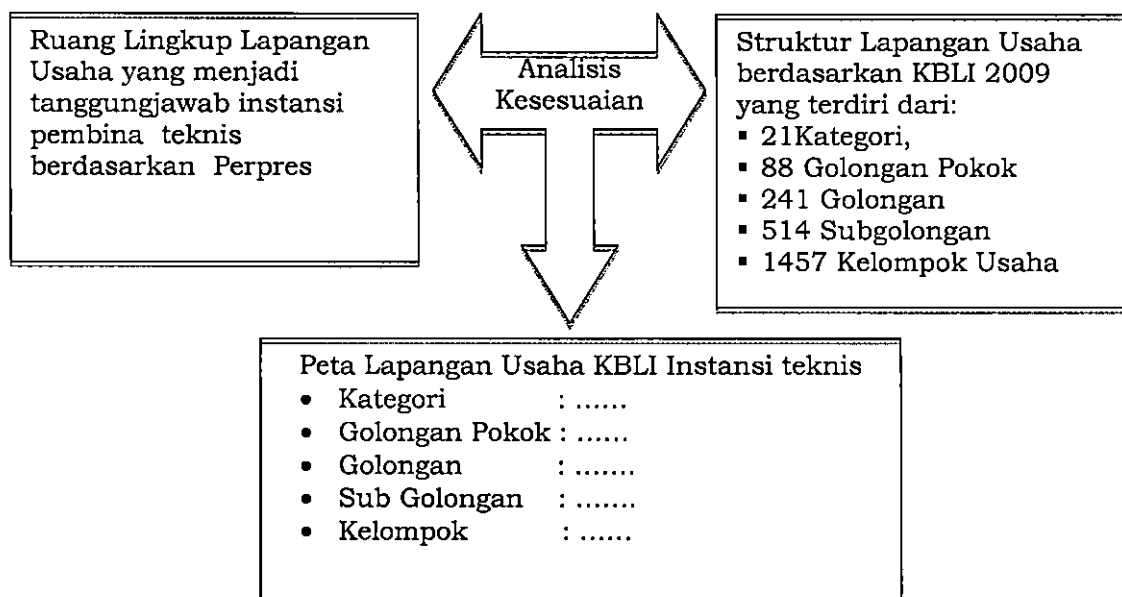 Ruang Lingkup Lapangan
Usaha yang menjadi
tanggungjawab instansi
pembina teknis
berdasarkan Perpres
Analisis
Kesesuaian
Struktur Lapangan Usaha
berdasarkan KBLI 2009
yang terdiri dari:
▪ 21Kategori,
▪ 88 Golongan Pokok
▪ 241 Golongan
▪ 514 Subgolongan
▪ 1457 Kelompok Usaha
Peta Lapangan Usaha KBLI Instansi teknis
• Kategori : ......
• Golongan Pokok : ......
• Golongan : .......
• Sub Golongan : .......
• Kelompok : ......